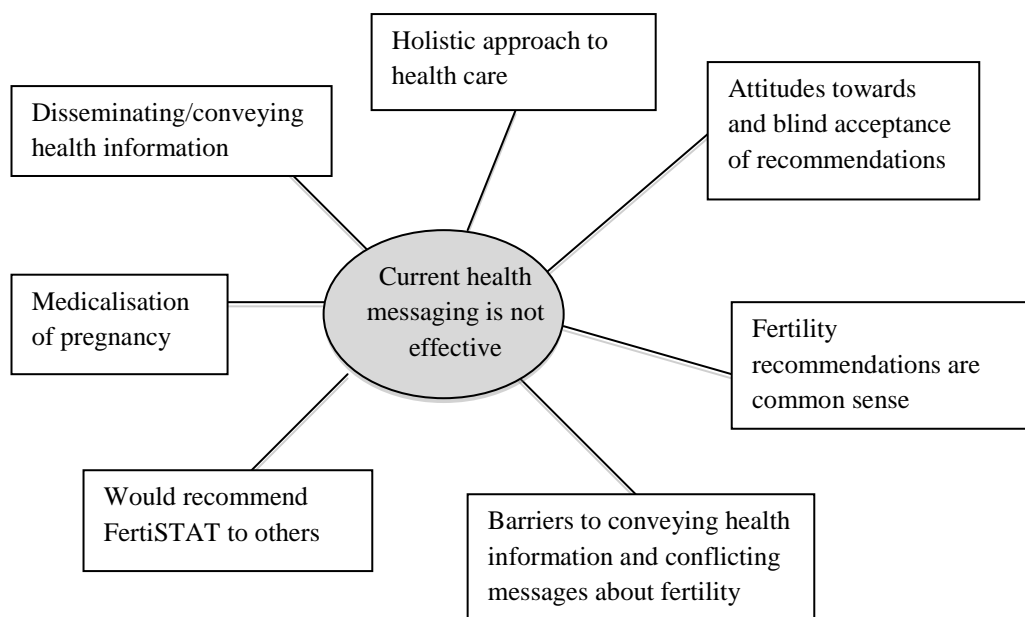 Holistic approach to
health care
Disseminating/conveying
health information
Attitudes towards
and blind acceptance
of recommendations
Current health
messaging is not
effective
Medicalisation
of pregnancy
Fertility
recommendations are
common sense
Would recommend
FertiSTAT to others
Barriers to conveying health
information and conflicting
messages about fertility